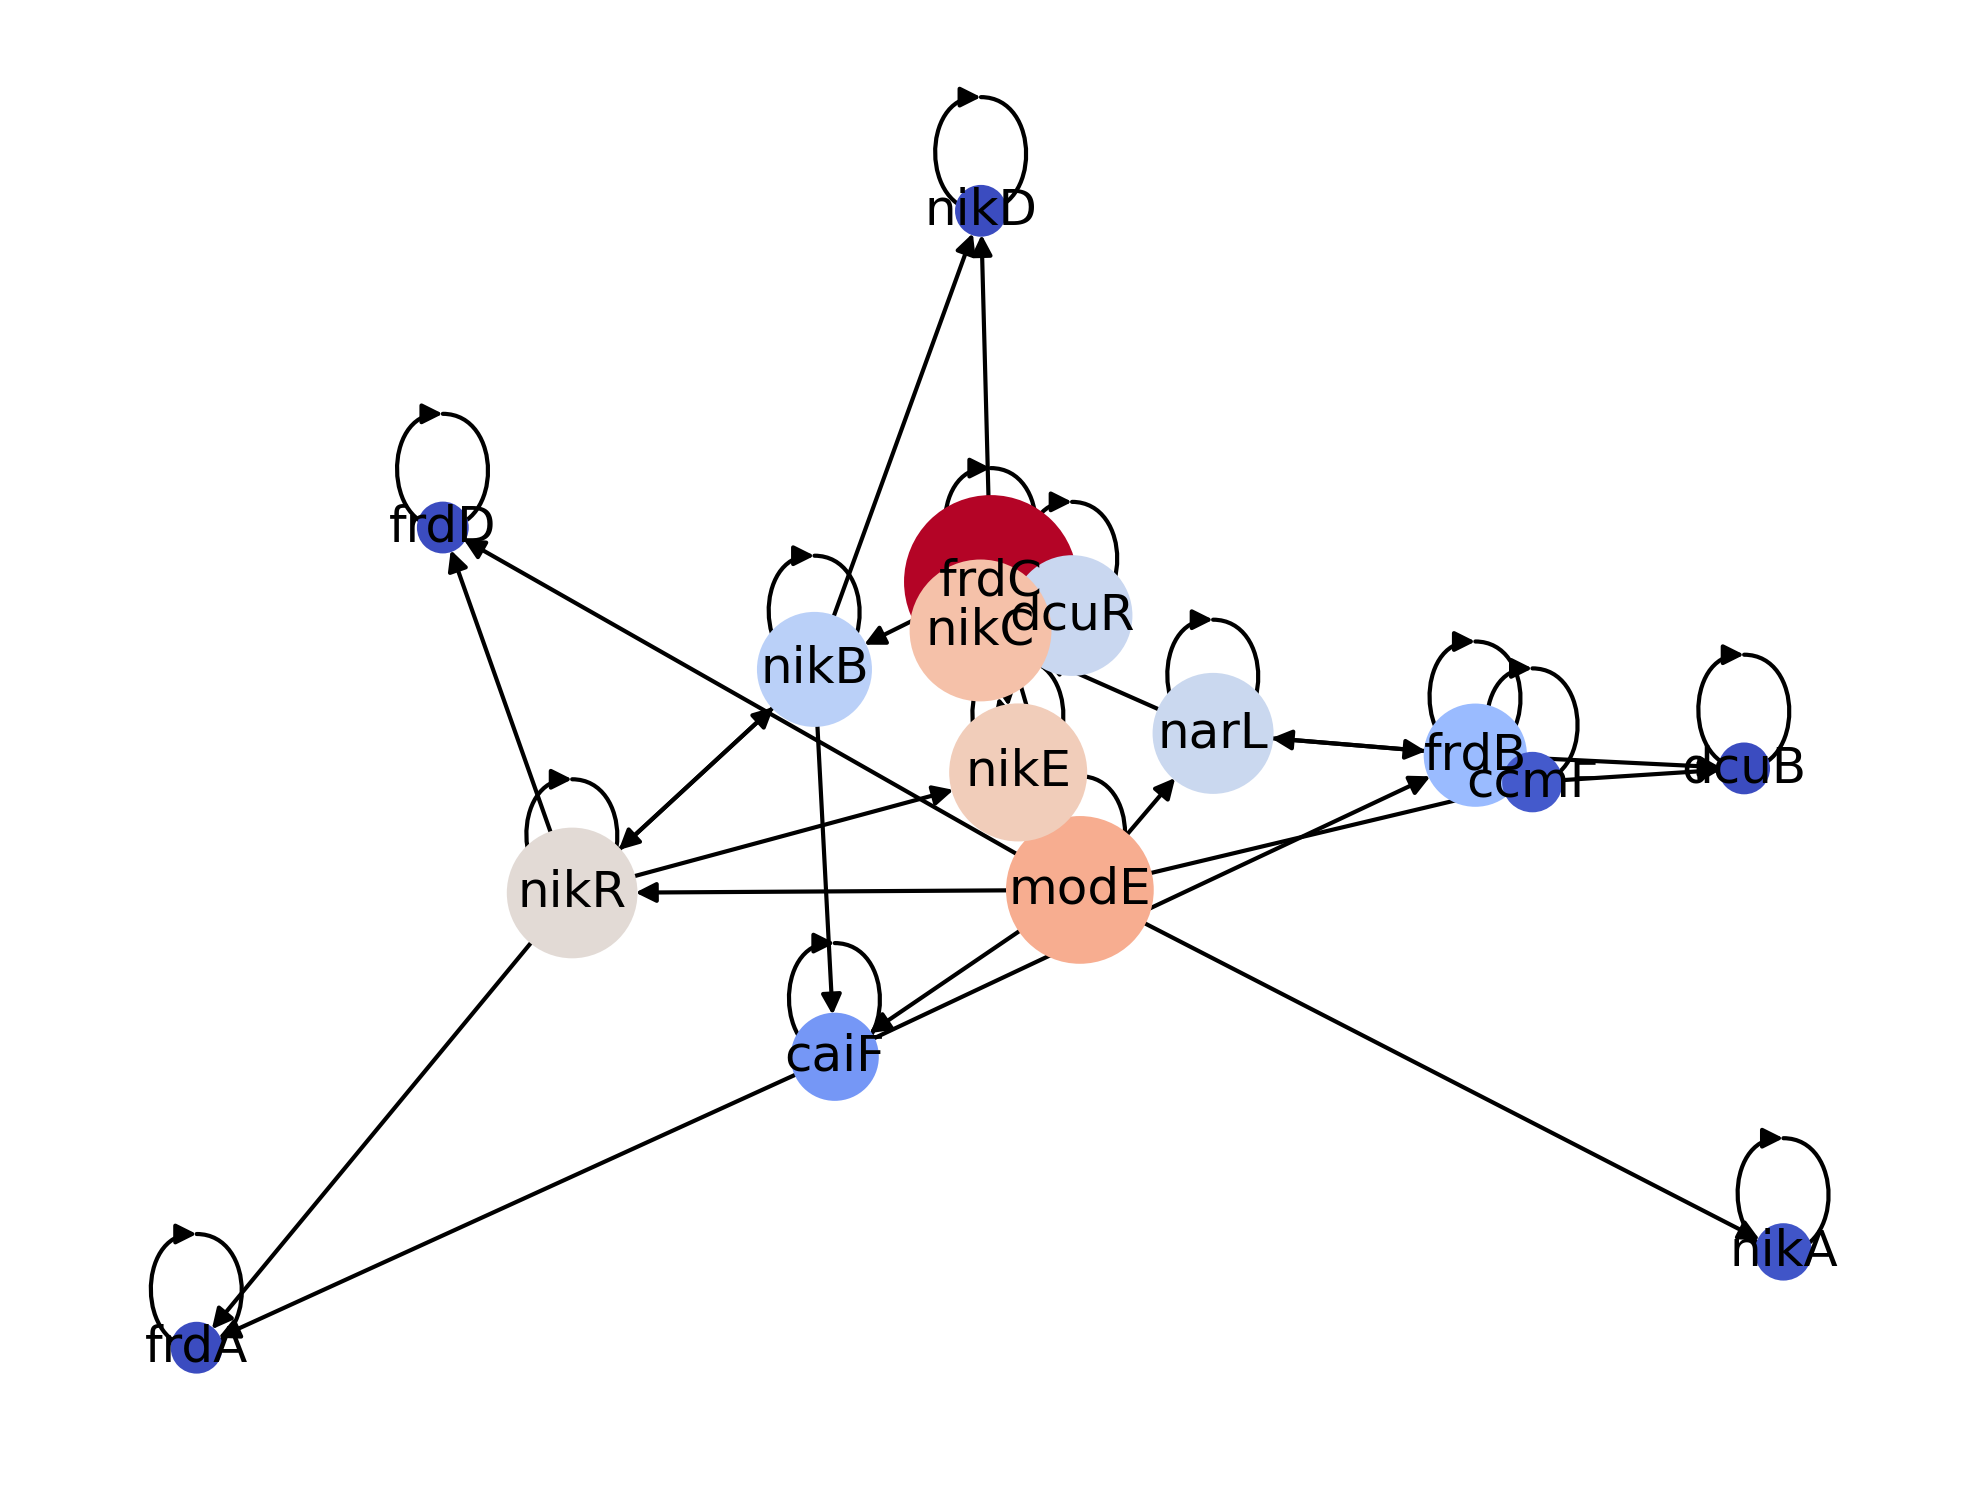 nikD
frdD
frdC
dcuR
nikC
nikB
narL
frdB
dcuB
nikE
ccmF
modE
nikR
caiF
nikA
frdA